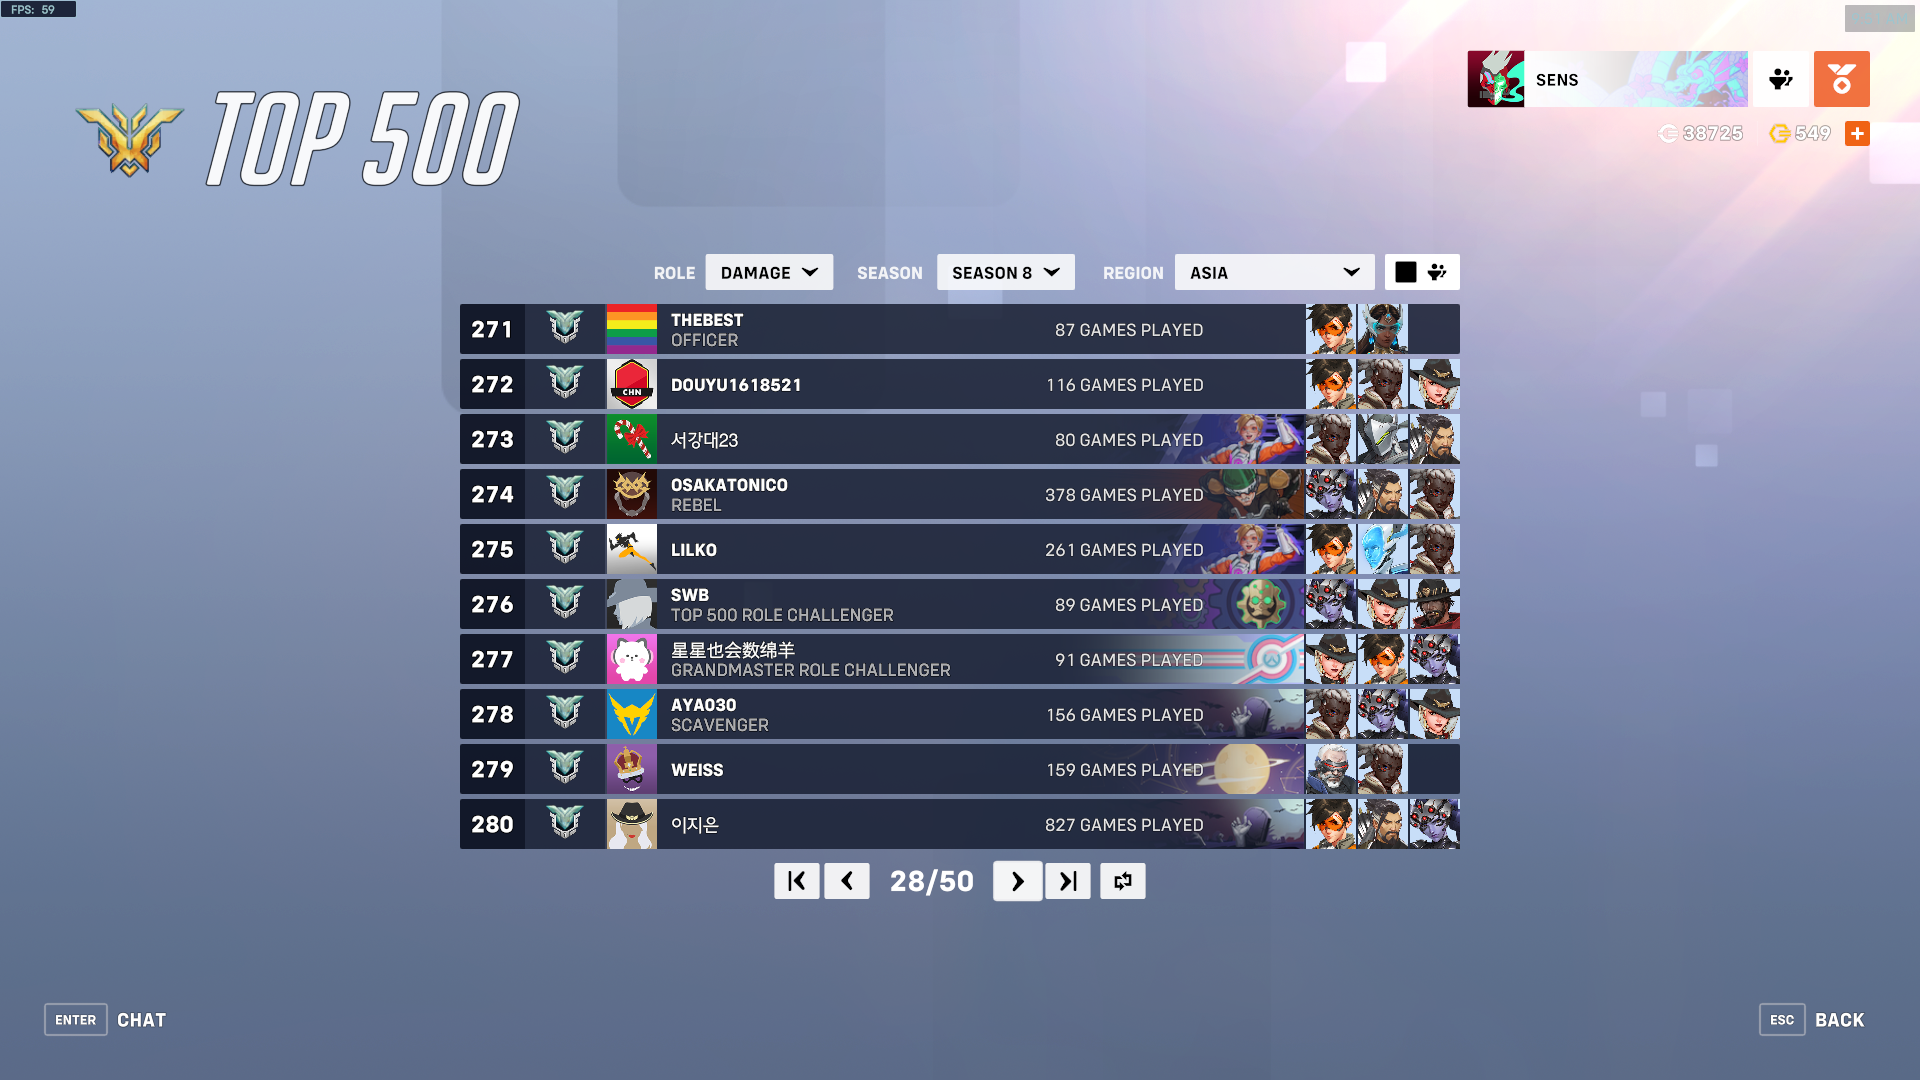 FPS: 59
TOP 500
SENS
38725
549
ROLE DAMAGE SEASON SEASON 8 REGION ASIA
271 THEBEST 87 GAMES PLAYED
OFFICER
272 CHN DOUYU1618521 116 GAMES PLAYED
273 서강대23 80 GAMES PLAYED
274 OSAKATONICO 378 GAMES PLAYED
REBEL
275 LILKO 261 GAMES PLAYED
276 SWB 89 GAMES PLAYED
TOP 500 ROLE CHALLENGER
277 星星也会数绵羊 91 GAMES PLAYED
GRANDMASTER ROLE CHALLENGER
278 AYA030 156 GAMES PLAYED
SCAVENGER
279 WEISS 159 GAMES PLAYED
280 이지은 827 GAMES PLAYED
28/50
ENTER CHAT
ESC BACK